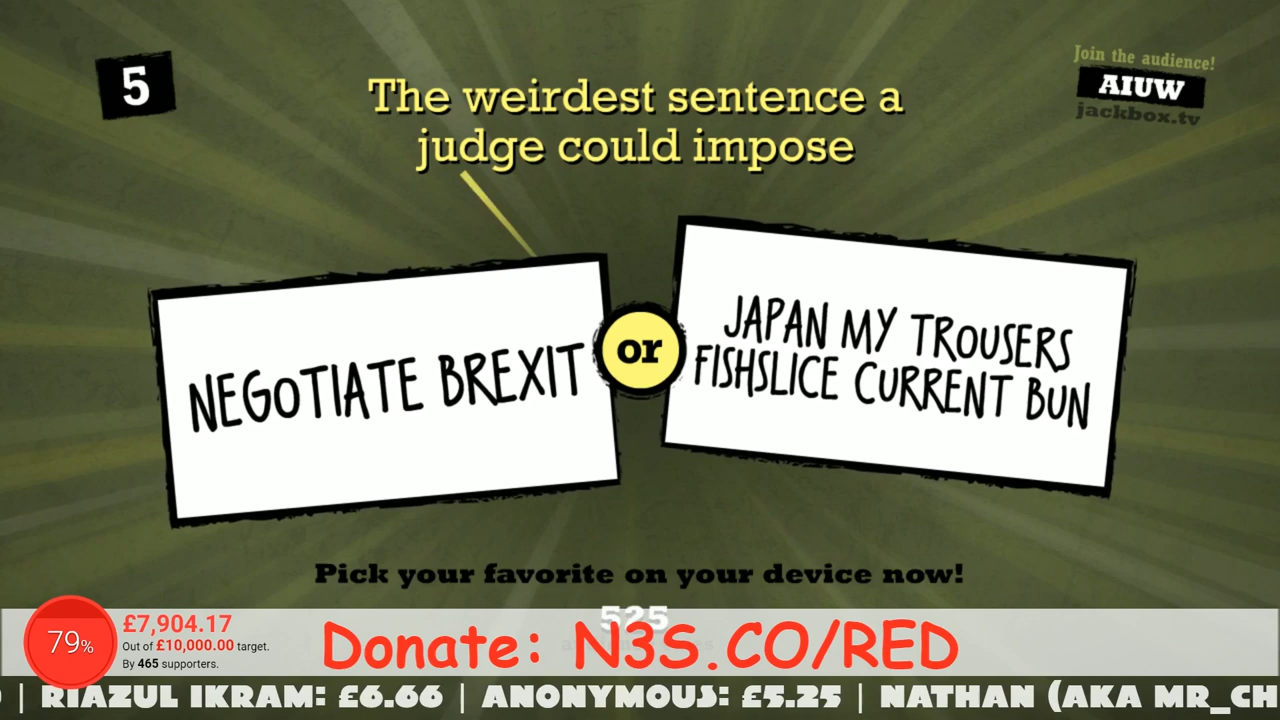 5
Join the audience!
AIUW
jackbox.tv
The weirdest sentence a
judge could impose
NEGOTIATE BREXIT
or
JAPAN MY TROUSERS
FISHSLICE CURRENT BUN
Pick your favorite on your device now!
525
79%
£7,904.17
Out of £10,000.00 target.
By 465 supporters.
Donate: N3S.CO/RED
| RIAZUL IKRAM: £6.66 | ANONYMOUS: £5.25 | NATHAN (AKA MR_CH